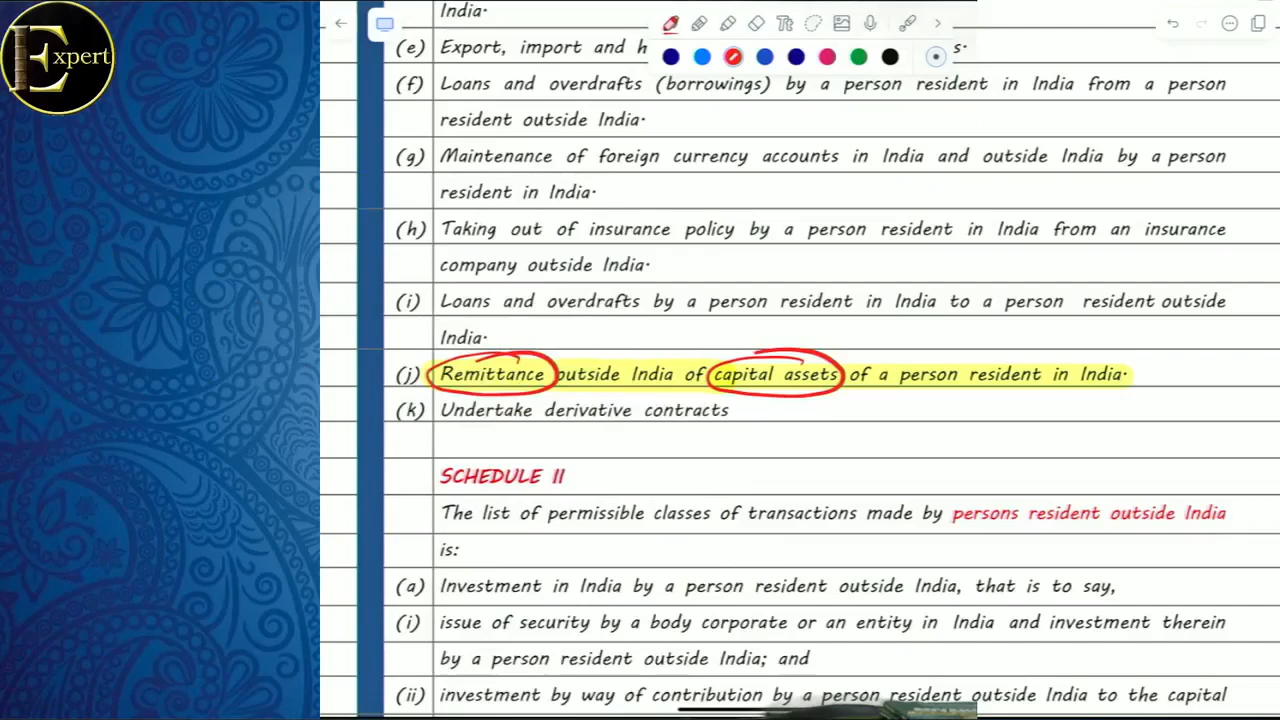 Expert
India.
(e) Export, import and h s.
(f) Loans and overdrafts (borrowings) by a person resident in India from a person
resident outside India.
(g) Maintenance of foreign currency accounts in India and outside India by a person
resident in India.
(h) Taking out of insurance policy by a person resident in India from an insurance
company outside India.
(i) Loans and overdrafts by a person resident in India to a person resident outside
India.
(j) Remittance outside India of capital assets of a person resident in India.
(k) Undertake derivative contracts
SCHEDULE II
The list of permissible classes of transactions made by persons resident outside India
is:
(a) Investment in India by a person resident outside India, that is to say,
(i) issue of security by a body corporate or an entity in India and investment therein
by a person resident outside India; and
(ii) investment by way of contribution by a person resident outside India to the capital